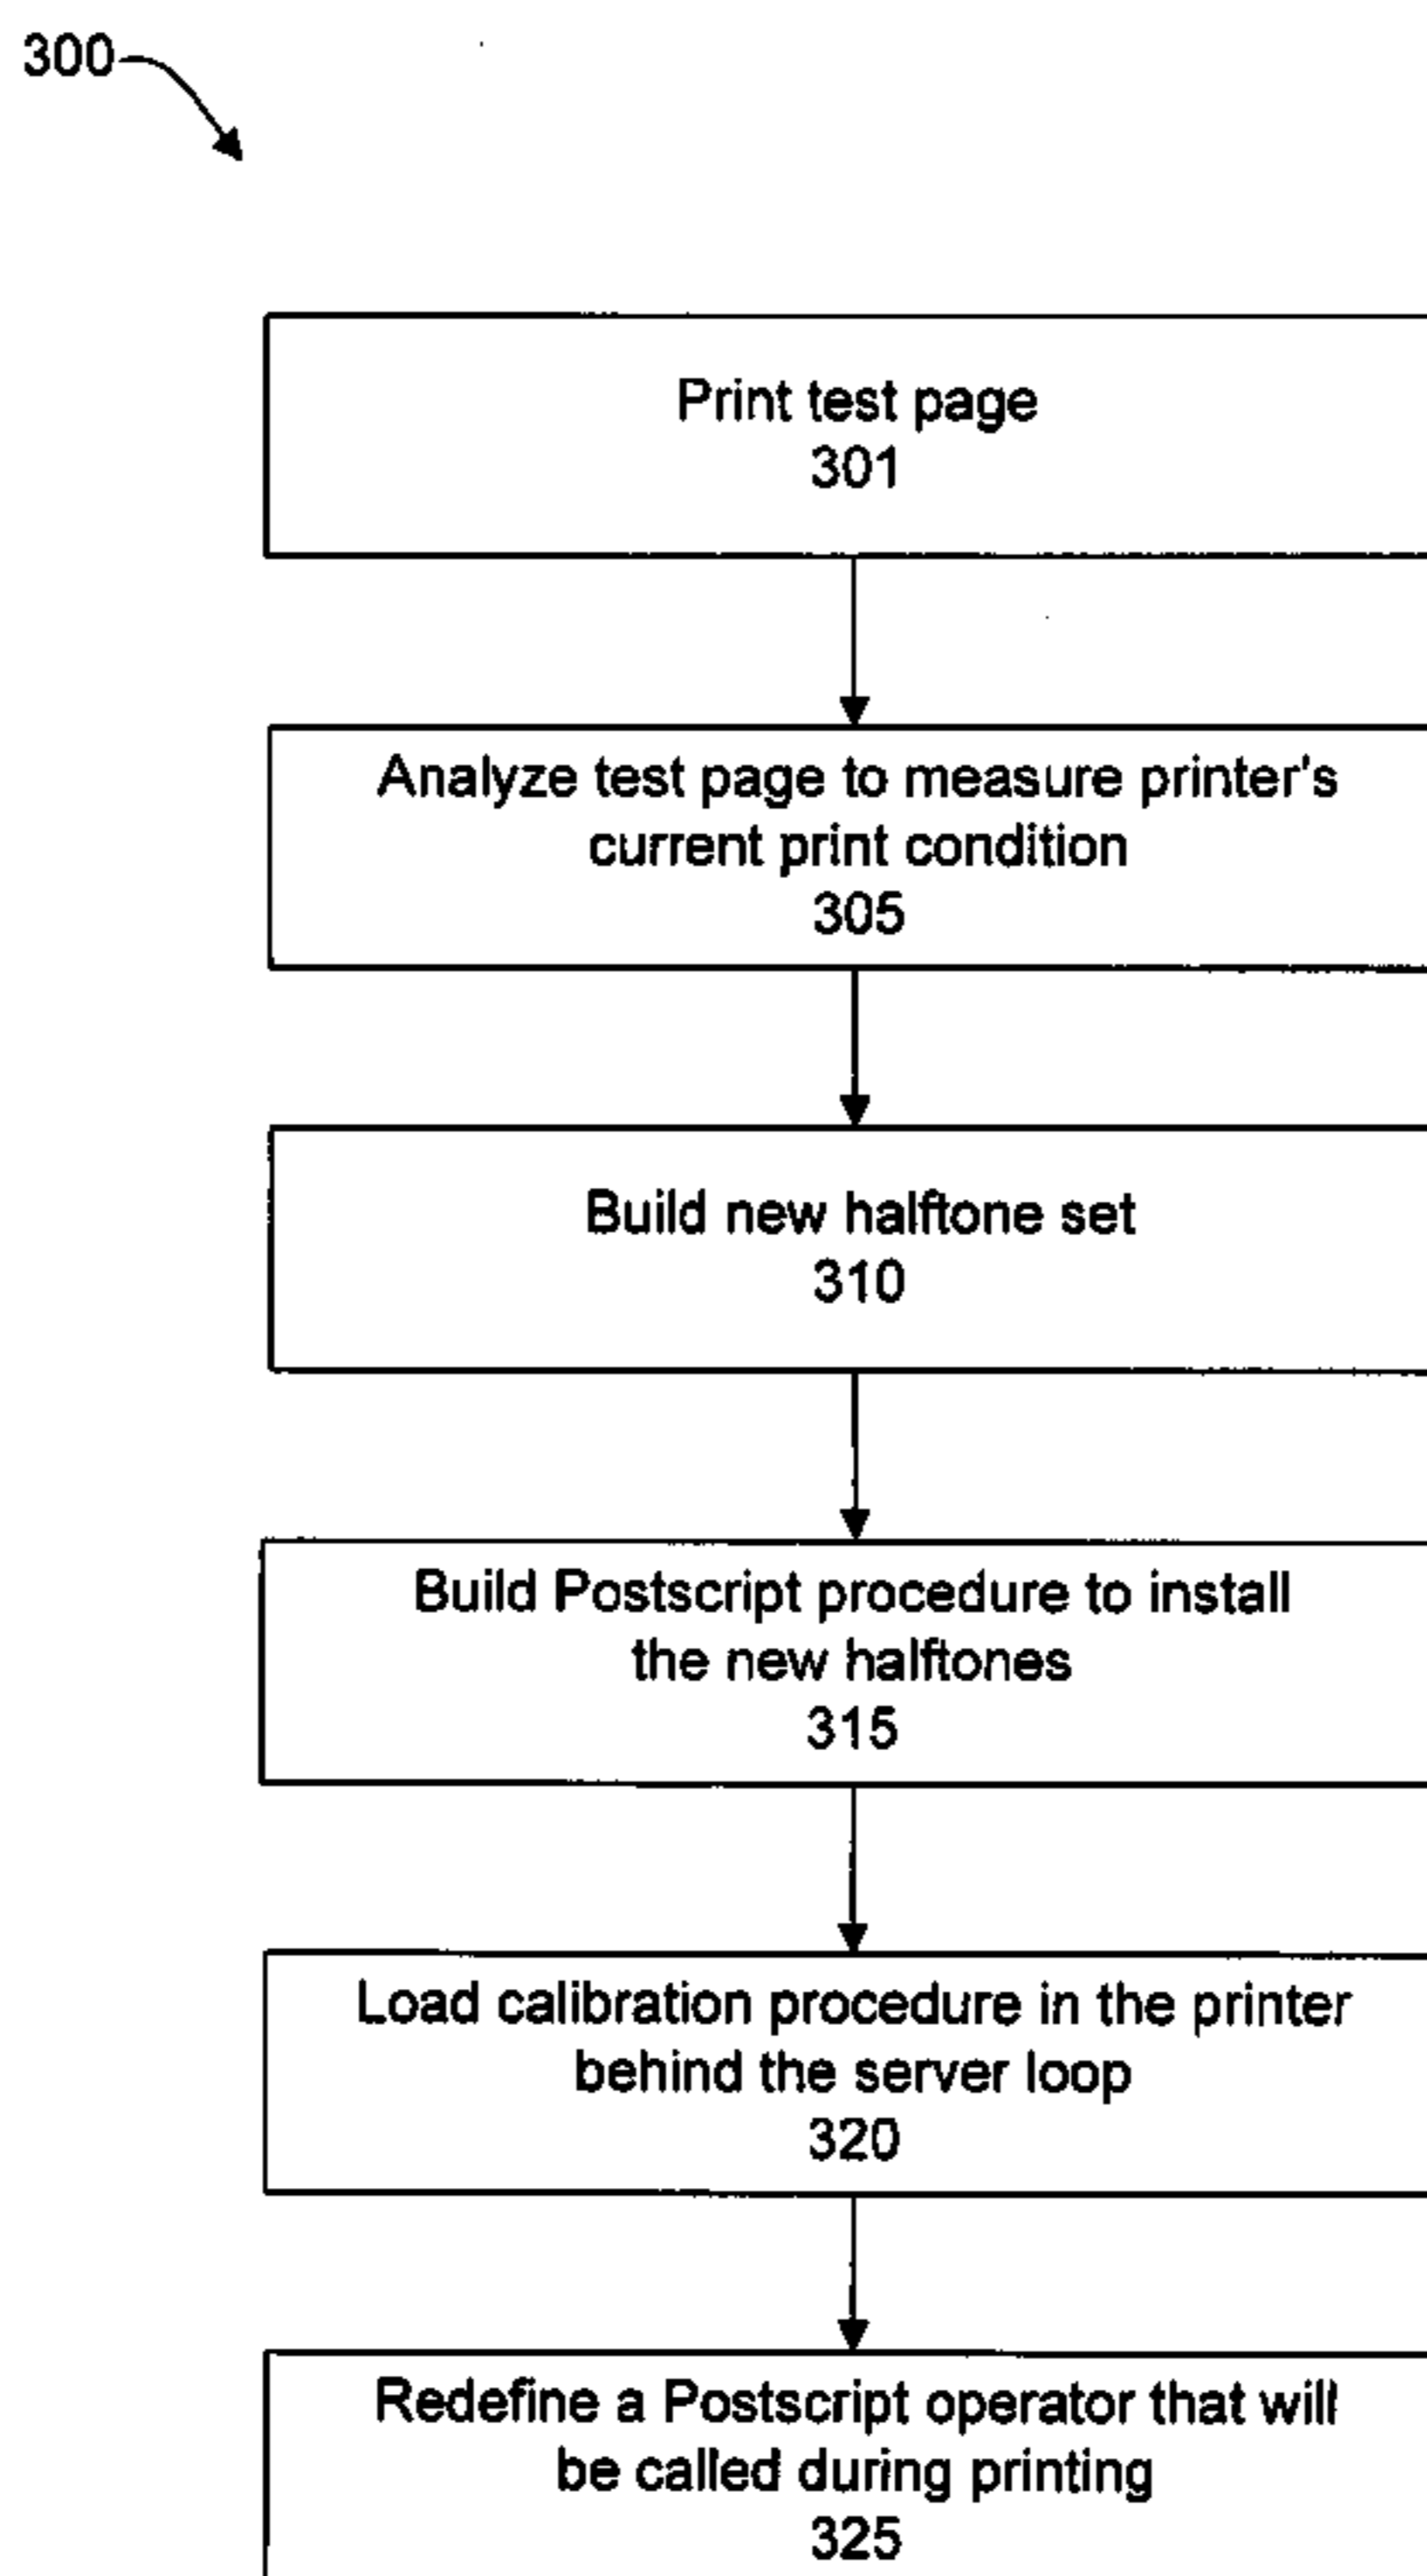 300
Print test page
301
Analyze test page to measure printer's
current print condition
305
Build new halftone set
310
Build Postscript procedure to install
the new halftones
315
Load calibration procedure in the printer
behind the server loop
320
Redefine a Postscript operator that will
be called during printing
325